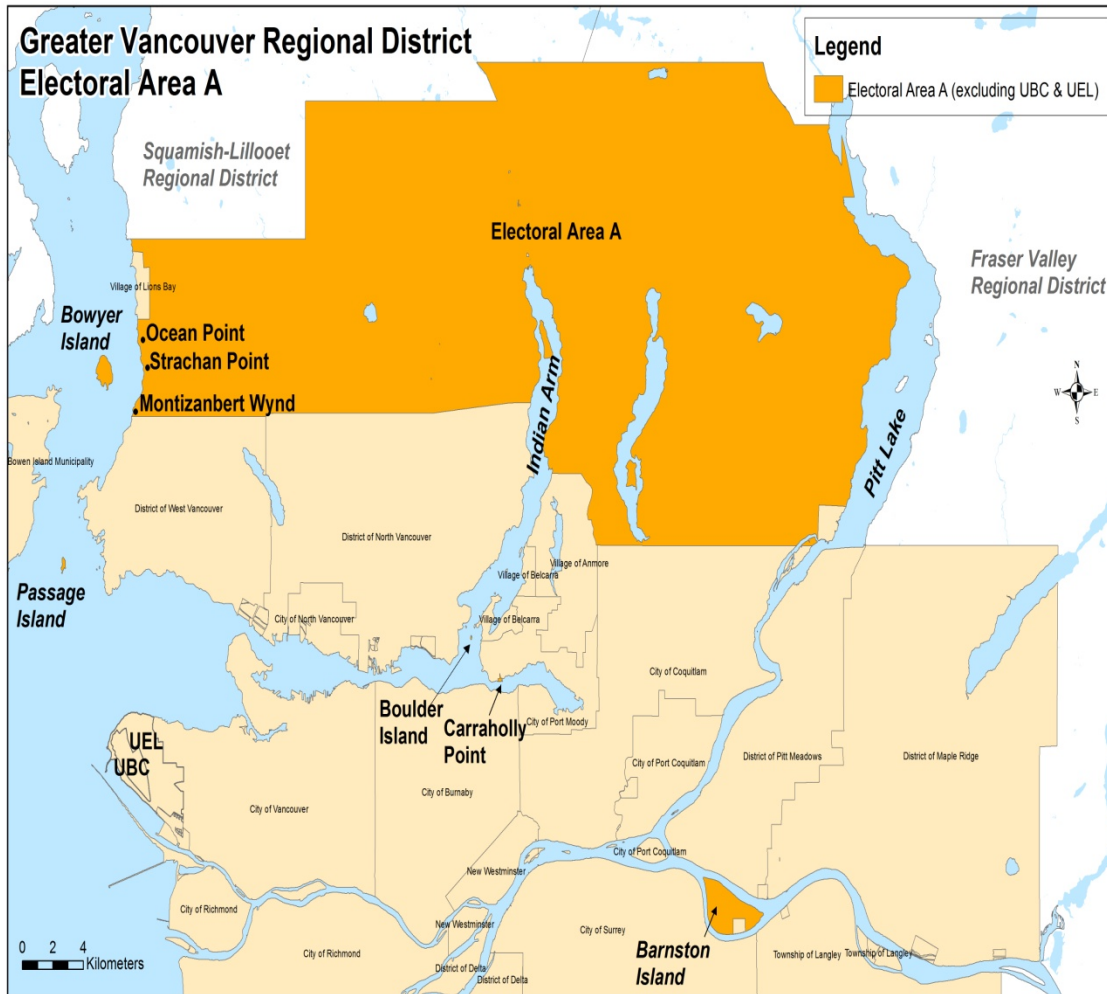 Greater Vancouver Regional District
Electoral Area A
Legend
Electoral Area A (excluding UBC & UEL)
Squamish-Lillooet
Regional District
Electoral Area A
Fraser Valley
Regional District
Village of Lions Bay
Bowyer
Island
Ocean Point
Strachan Point
Montizanbert Wynd
Indian Arm
Pitt Lake
N
W
E
S
Bowen Island Municipality
District of West Vancouver
District of North Vancouver
Village of Belcarra
Village of Anmore
Passage
Island
City of North Vancouver
Village of Belcarra
City of Coquitlam
Boulder
Island
Carraholly
Point
City of Port Moody
UEL
UBC
City of Vancouver
City of Burnaby
City of Port Coquitlam
District of Pitt Meadows
District of Maple Ridge
City of Port Coquitlam
New Westminster
City of Richmond
New Westminster
City of Surrey
Barnston
Island
Township of Langley
Township of Langley
City of Richmond
District of Delta
District of Delta
0 2 4
Kilometers